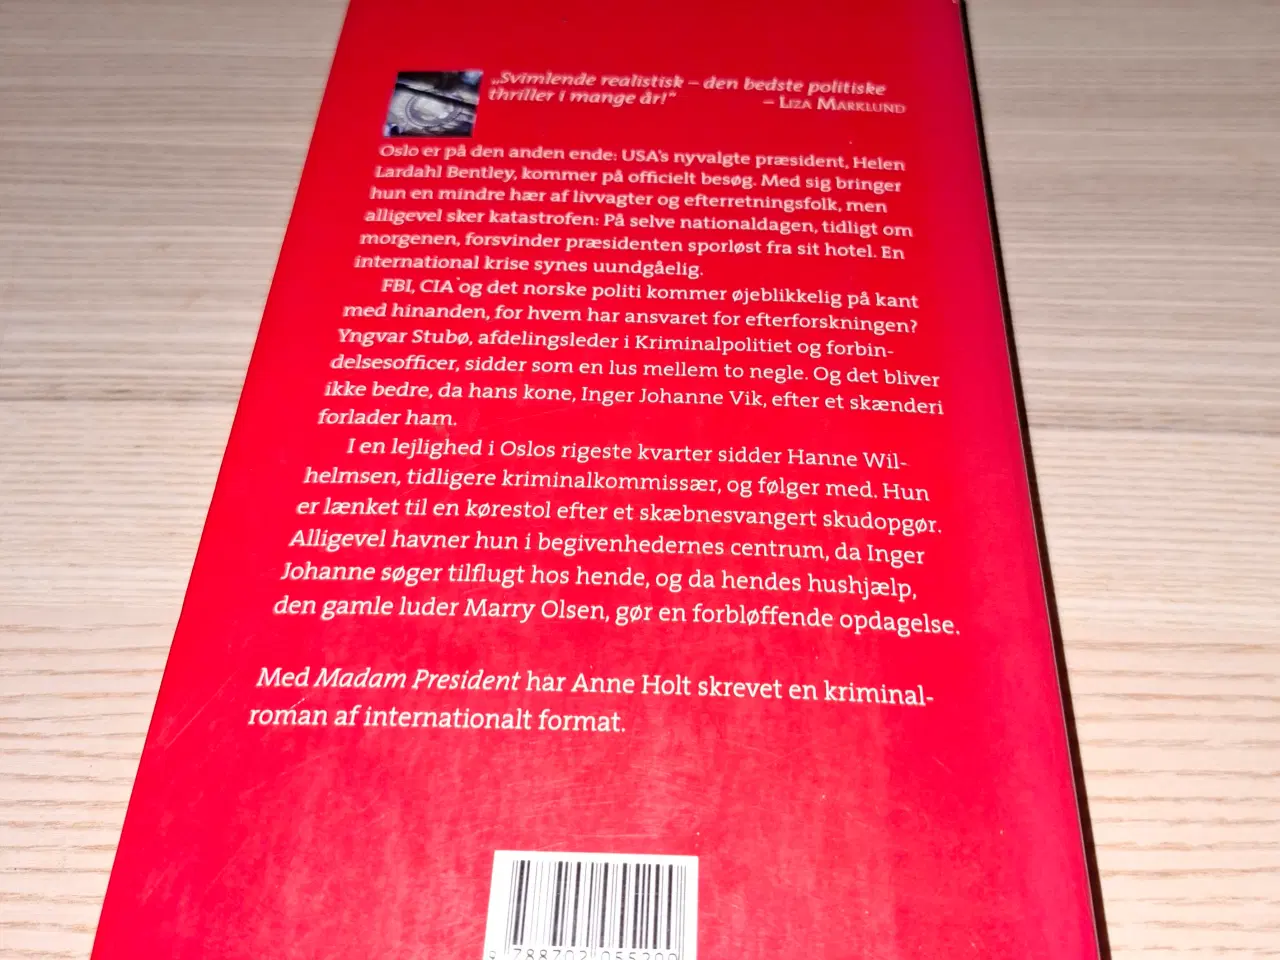 „Svimlende realistisk – den bedste politiske
thriller i mange år!“ – Liza Marklund
Oslo er på den anden ende: USA's nyvalgte præsident, Helen
Lardahl Bentley, kommer på officielt besøg. Med sig bringer
hun en mindre hær af livvagter og efterretningsfolk, men
alligevel sker katastrofen: På selve nationaldagen, tidligt om
morgenen, forsvinder præsidenten sporløst fra sit hotel. En
international krise synes uundgåelig.
FBI, CIA og det norske politi kommer øjeblikkelig på kant
med hinanden, for hvem har ansvaret for efterforskningen?
Yngvar Stubø, afdelingsleder i Kriminalpolitiet og forbin-
delsesofficer, sidder som en lus mellem to negle. Og det bliver
ikke bedre, da hans kone, Inger Johanne Vik, efter et skænderi
forlader ham.
I en lejlighed i Oslos rigeste kvarter sidder Hanne Wil-
helmsen, tidligere kriminalkommissær, og følger med. Hun
er lænket til en kørestol efter et skæbnesvangert skudopgør.
Alligevel havner hun i begivenhedernes centrum, da Inger
Johanne søger tilflugt hos hende, og da hendes hushjælp,
den gamle luder Marry Olsen, gør en forbløffende opdagelse.
Med Madam President har Anne Holt skrevet en kriminal-
roman af internationalt format.
9 788702 055200